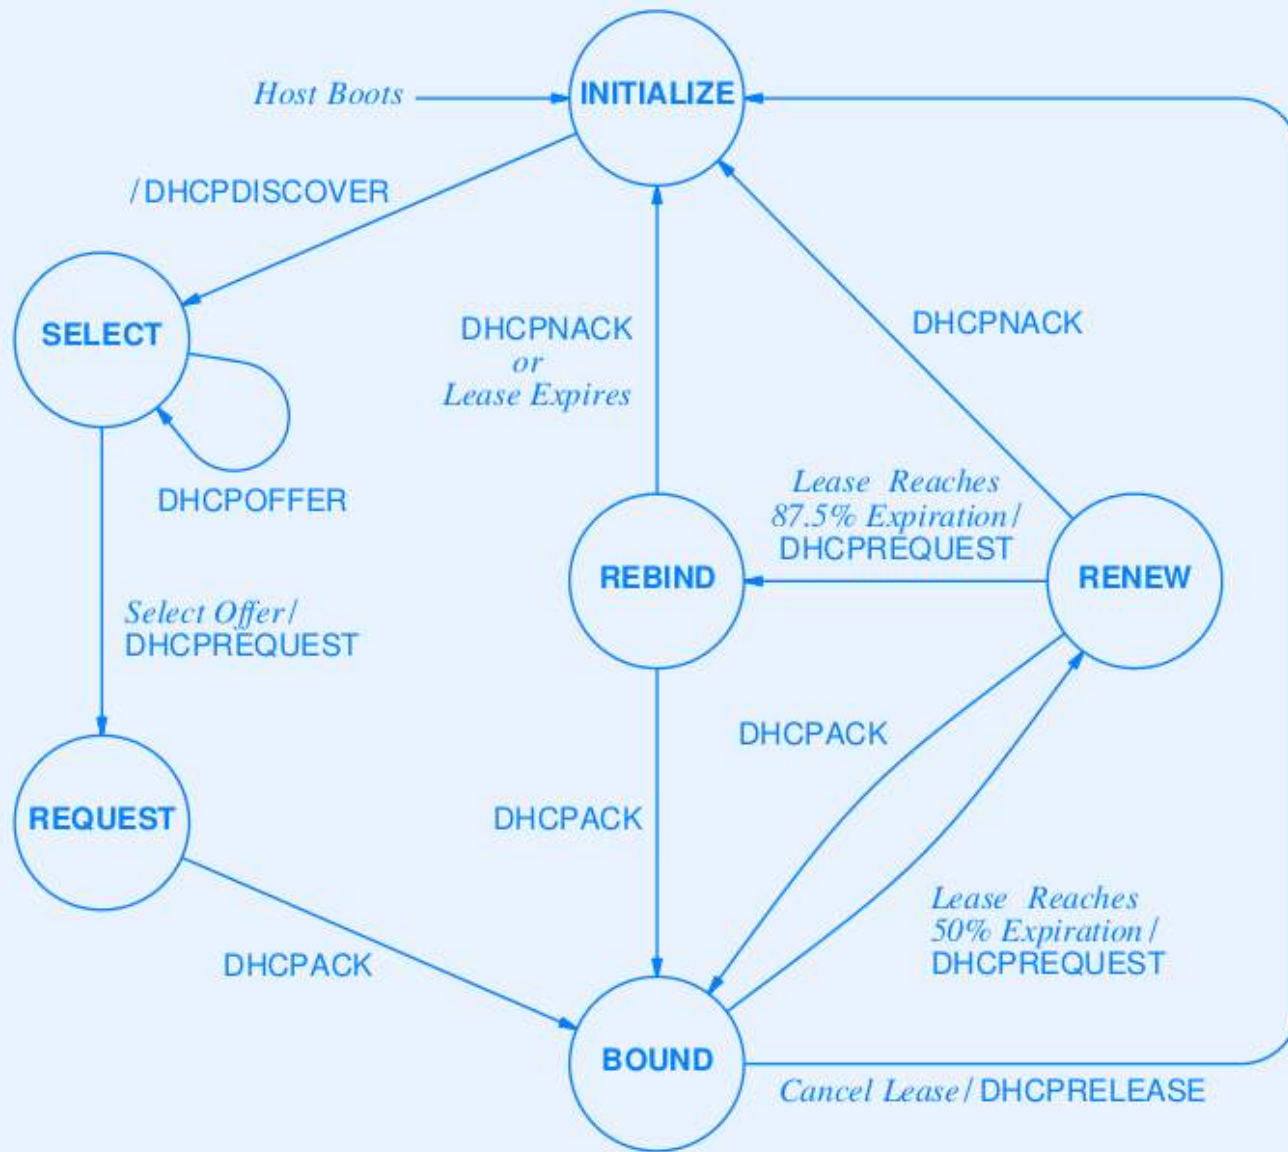 Host Boots
INITIALIZE
/DHCPDISCOVER
SELECT
DHCPOFFER
DHCPNACK
or
Lease Expires
DHCPNACK
Lease Reaches
87.5% Expiration/
DHCPREQUEST
REBIND
RENEW
Select Offer/
DHCPREQUEST
DHCPACK
DHCPACK
REQUEST
DHCPACK
Lease Reaches
50% Expiration/
DHCPREQUEST
BOUND
Cancel Lease/DHCPRELEASE